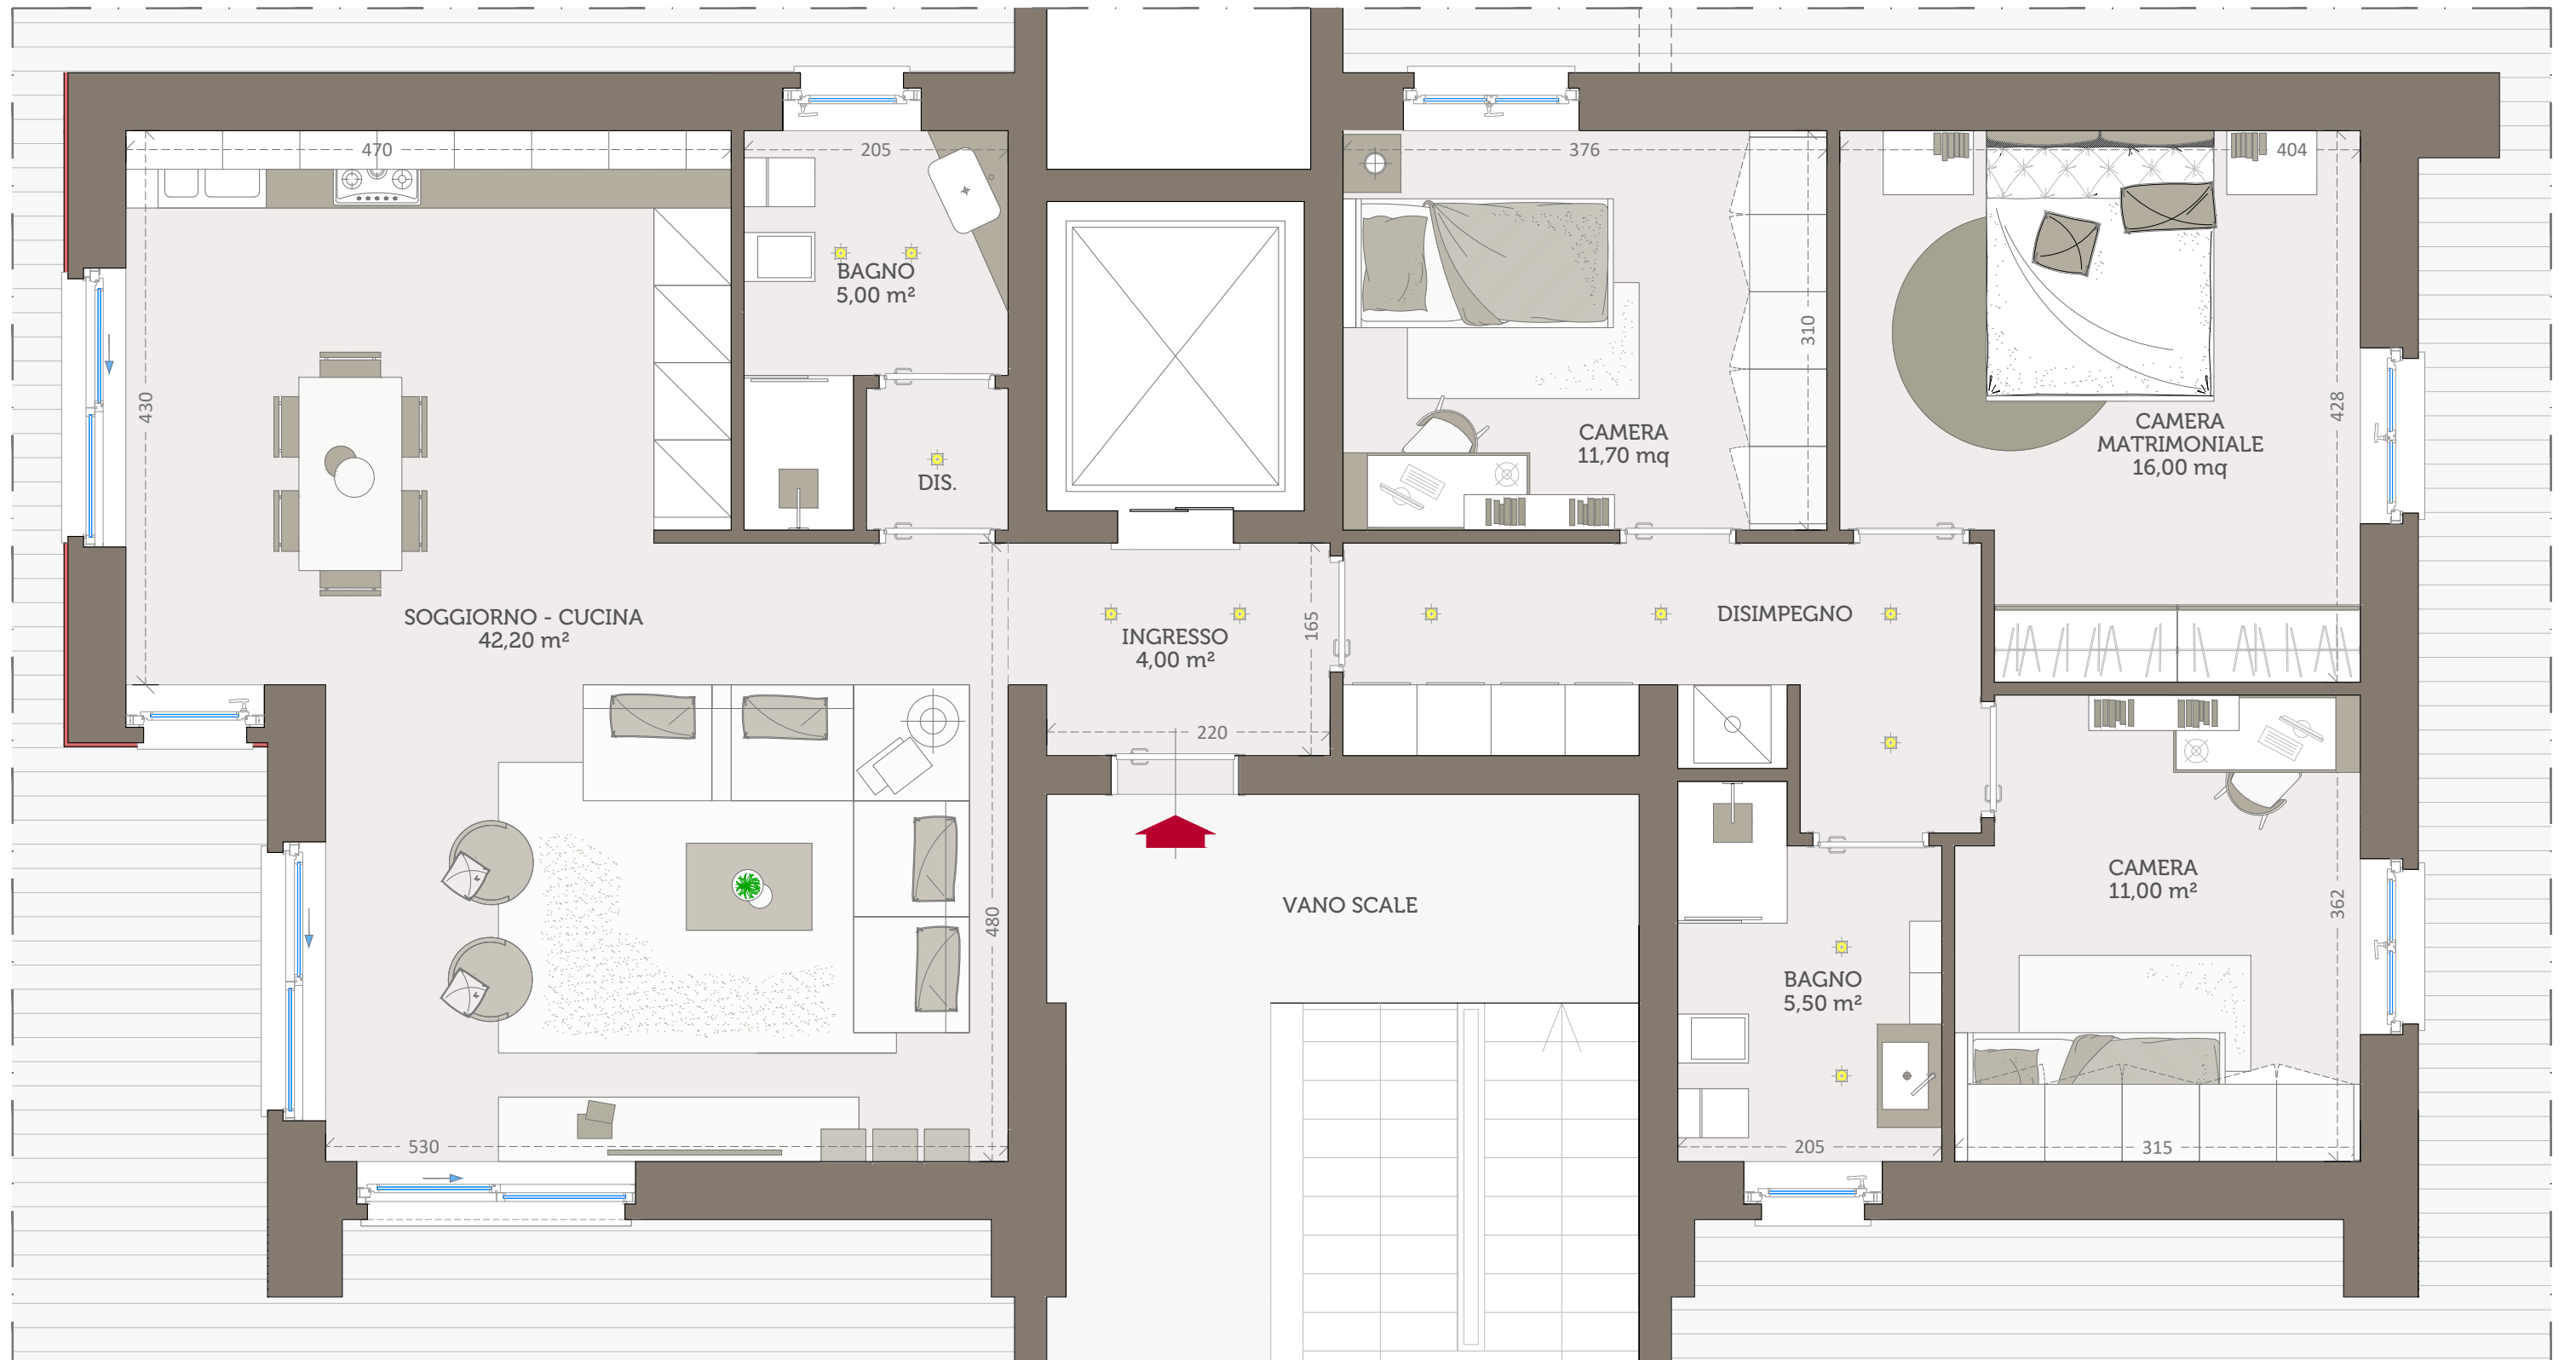 470
205
376
404
430
BAGNO
5,00 m²
310
CAMERA
11,70 mq
CAMERA
MATRIMONIALE
16,00 mq
428
DIS.
SOGGIORNO - CUCINA
42,20 m²
INGRESSO
4,00 m²
165
DISIMPEGNO
220
480
VANO SCALE
CAMERA
11,00 m²
362
BAGNO
5,50 m²
530
205
315